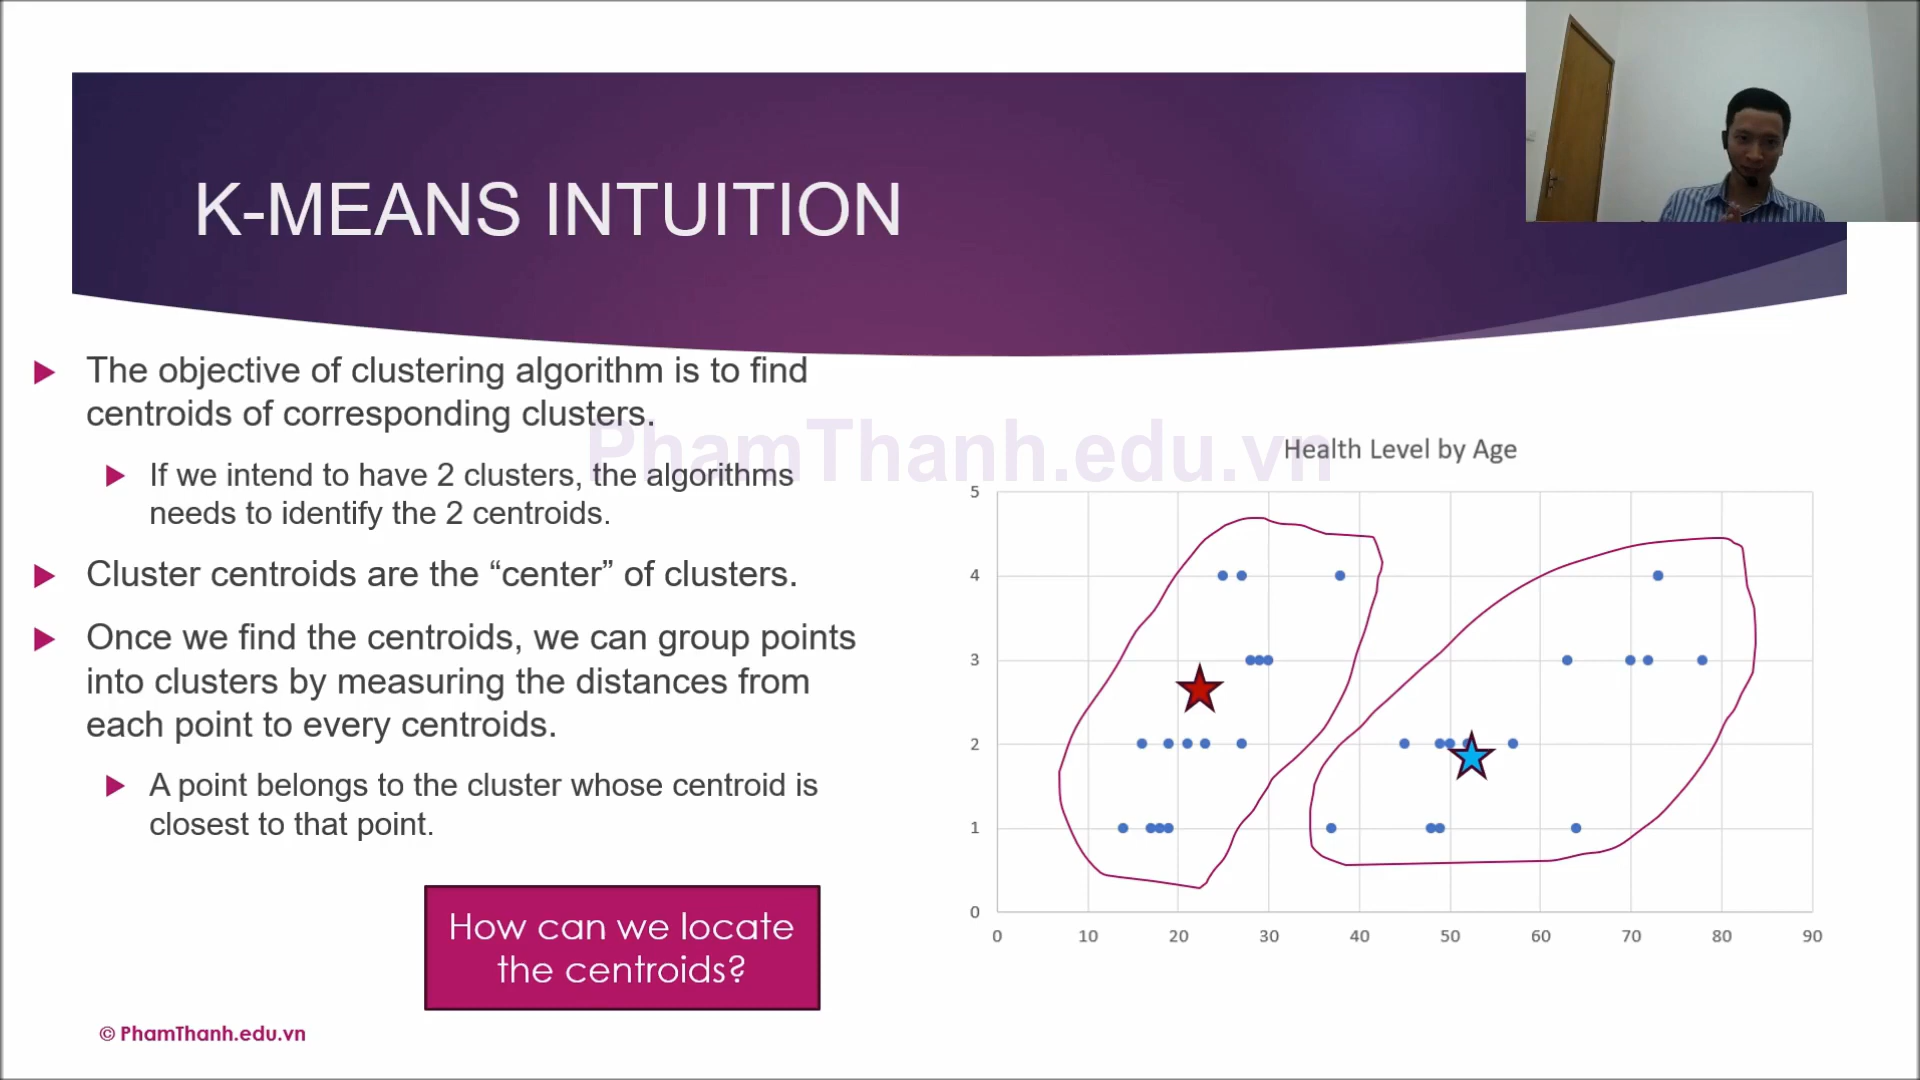 K-MEANS INTUITION
The objective of clustering algorithm is to find
centroids of corresponding clusters.
If we intend to have 2 clusters, the algorithms
needs to identify the 2 centroids.
Cluster centroids are the “center” of clusters.
Once we find the centroids, we can group points
into clusters by measuring the distances from
each point to every centroids.
A point belongs to the cluster whose centroid is
closest to that point.
How can we locate
the centroids?
© PhamThanh.edu.vn
PhamThanh.edu.vn
Health Level by Age
5
4
3
2
1
0
0 10 20 30 40 50 60 70 80 90